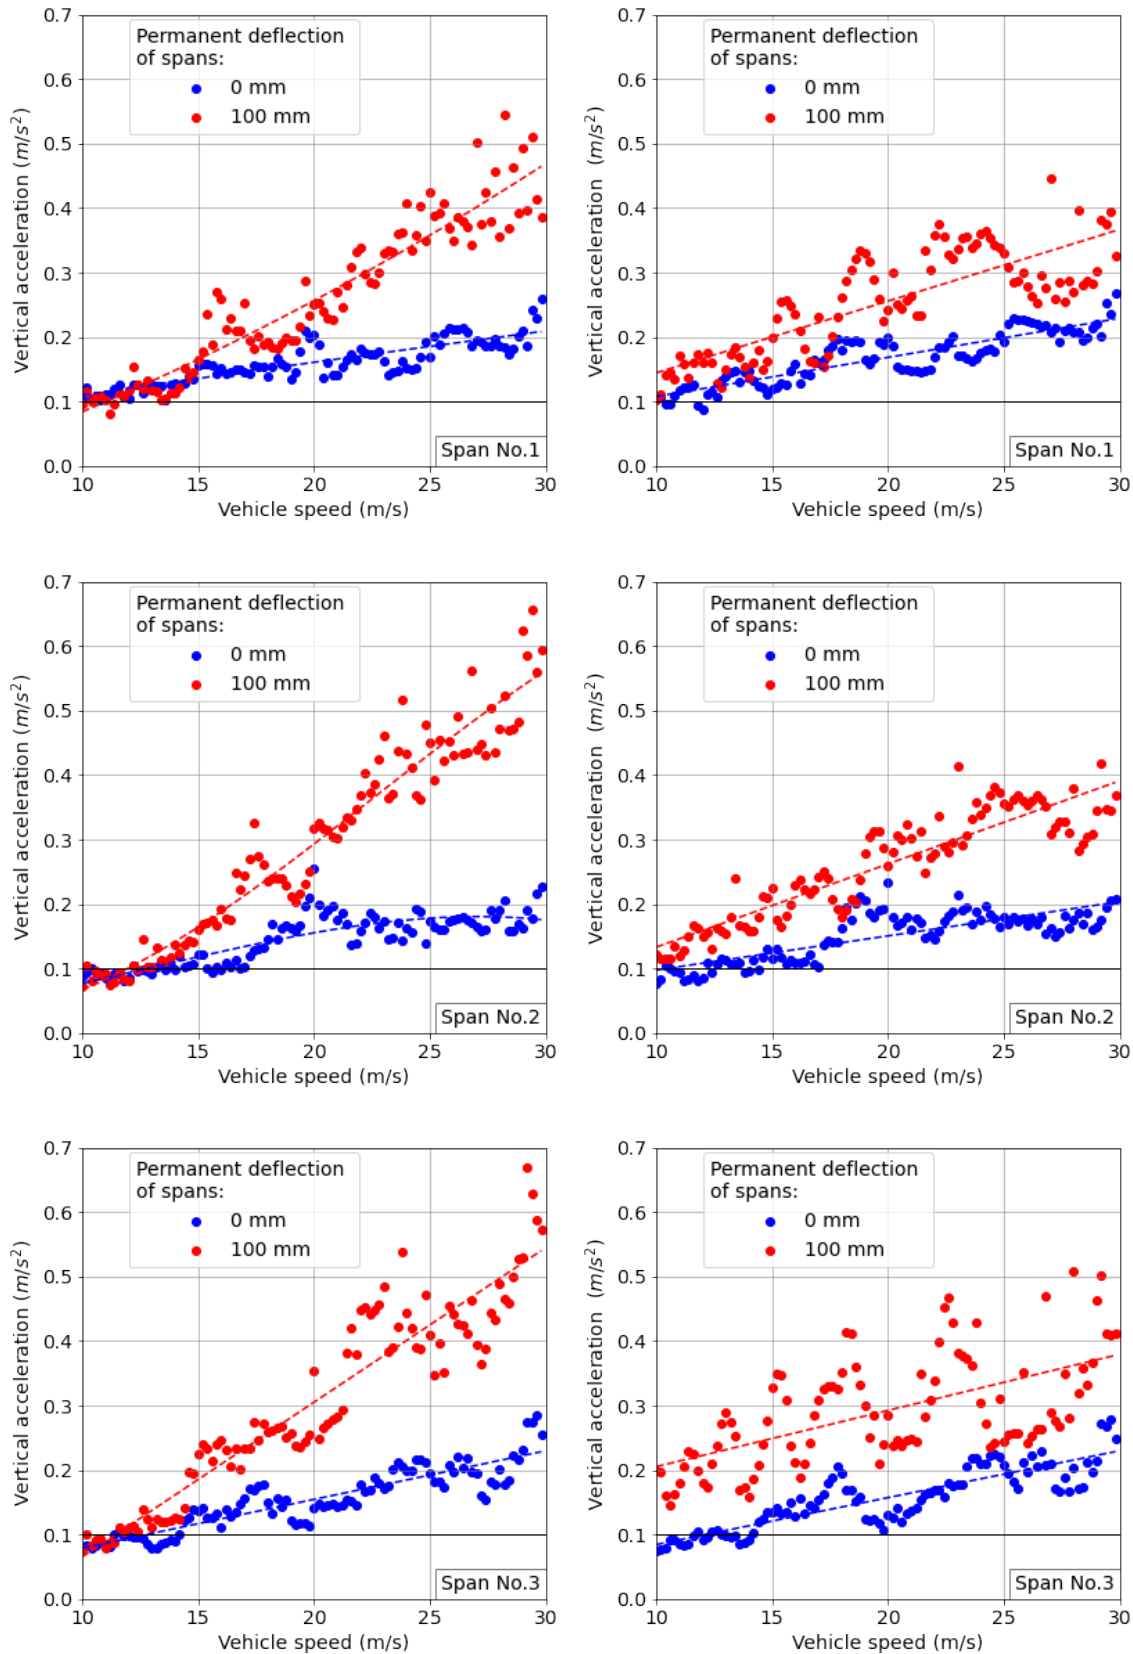 0.7
0.6
0.5
0.4
0.3
0.2
0.1
0.0
Vertical acceleration (m/s²)
Permanent deflection
of spans:
0 mm
100 mm
Span No.1
10 15 20 25 30
Vehicle speed (m/s)
0.7
0.6
0.5
0.4
0.3
0.2
0.1
0.0
Vertical acceleration (m/s²)
Permanent deflection
of spans:
0 mm
100 mm
Span No.1
10 15 20 25 30
Vehicle speed (m/s)
0.7
0.6
0.5
0.4
0.3
0.2
0.1
0.0
Vertical acceleration (m/s²)
Permanent deflection
of spans:
0 mm
100 mm
Span No.2
10 15 20 25 30
Vehicle speed (m/s)
0.7
0.6
0.5
0.4
0.3
0.2
0.1
0.0
Vertical acceleration (m/s²)
Permanent deflection
of spans:
0 mm
100 mm
Span No.2
10 15 20 25 30
Vehicle speed (m/s)
0.7
0.6
0.5
0.4
0.3
0.2
0.1
0.0
Vertical acceleration (m/s²)
Permanent deflection
of spans:
0 mm
100 mm
Span No.3
10 15 20 25 30
Vehicle speed (m/s)
0.7
0.6
0.5
0.4
0.3
0.2
0.1
0.0
Vertical acceleration (m/s²)
Permanent deflection
of spans:
0 mm
100 mm
Span No.3
10 15 20 25 30
Vehicle speed (m/s)